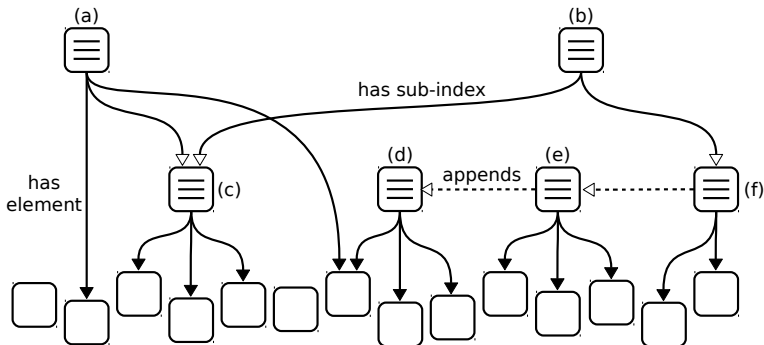 (a)
(b)
has sub-index
(d)
(e)
appends
has
element
(c)
(f)